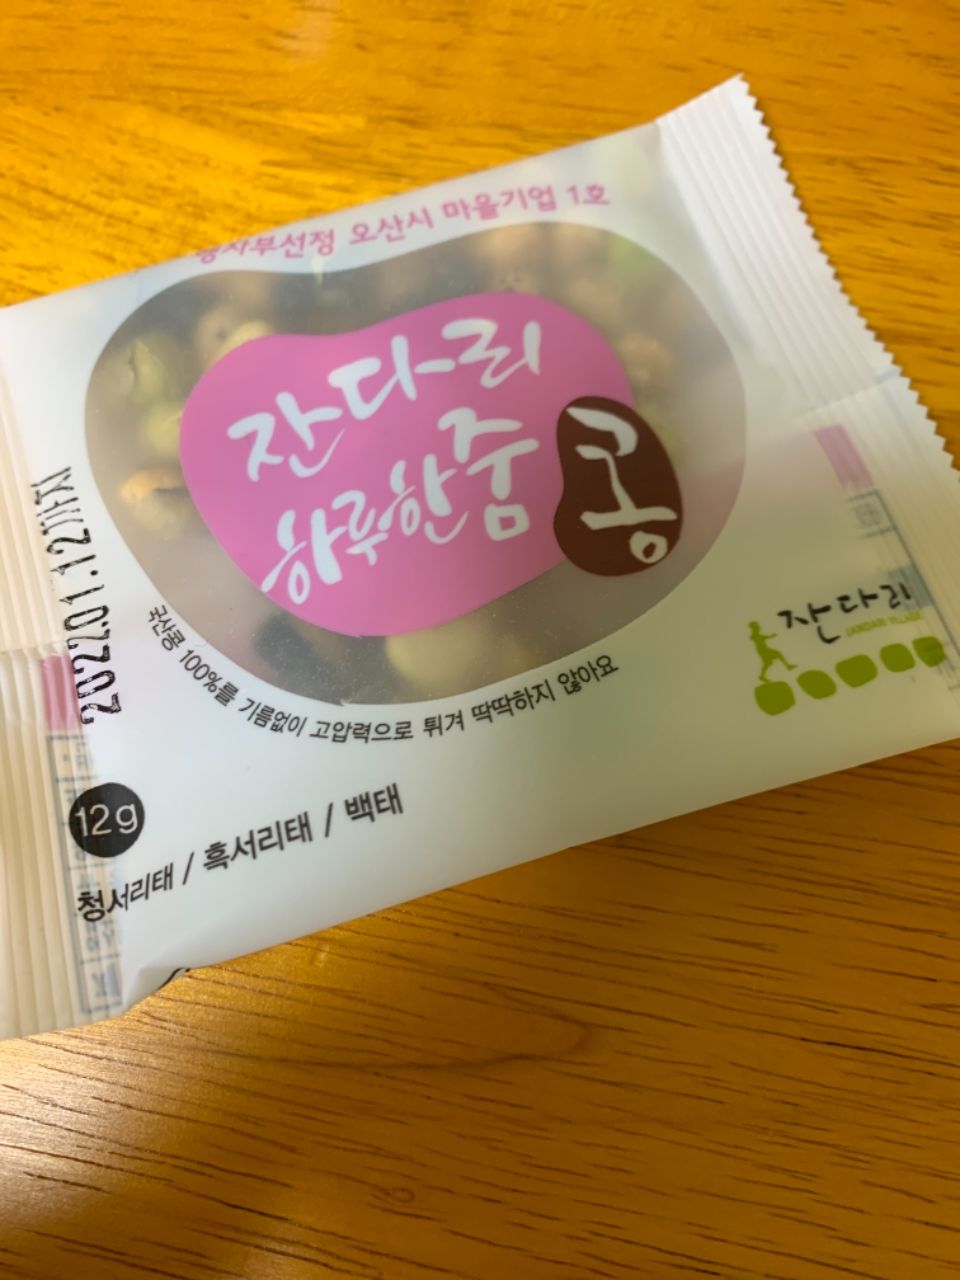 행자부선정 오산시 마을기업 1호
잔다리
하루한줌
콩
국산콩 100%를 기름없이 고압력으로 튀겨 딱딱하지 않아요
2022.01.12까지
잔다리
JANDARI VILLAGE
12g
청서리태 / 흑서리태 / 백태